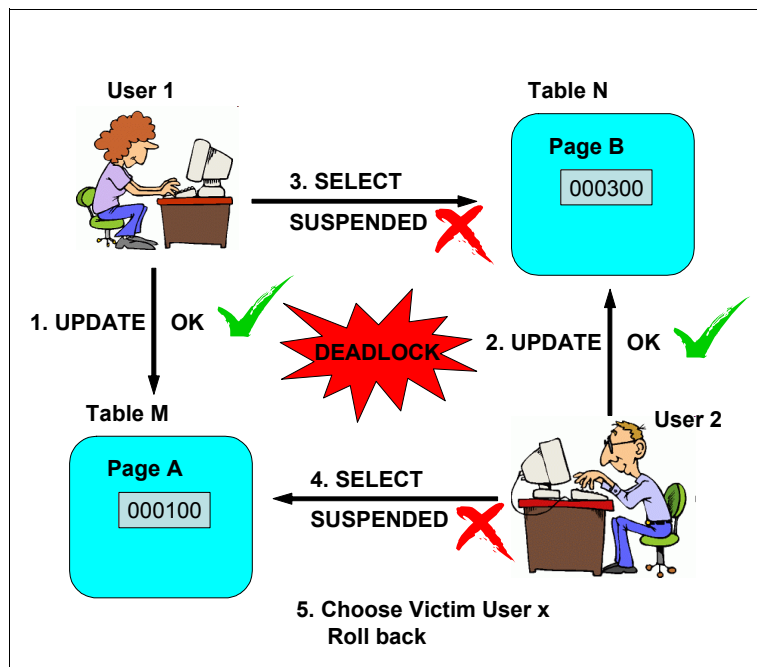 User 1
Table N
Page B
000300
3. SELECT
SUSPENDED
1. UPDATE
OK
DEADLOCK
2. UPDATE
OK
Table M
User 2
Page A
000100
4. SELECT
SUSPENDED
5. Choose Victim User x
Roll back